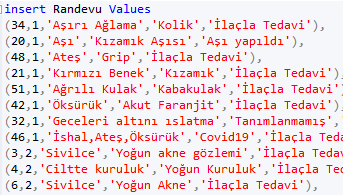 insert Randevu Values
(34,1,'Aşırı Ağlama','Kolik','İlaçla Tedavi'),
(20,1,'Aşı','Kızamık Aşısı','Aşı yapıldı'),
(48,1,'Ateş','Grip','İlaçla Tedavi'),
(21,1,'Kırmızı Benek','Kızamık','İlaçla Tedavi'),
(51,1,'Ağrılı Kulak','Kabakulak','İlaçla Tedavi'),
(42,1,'Öksürük','Akut Faranjit','İlaçla Tedavi'),
(32,1,'Geceleri altını ıslatma','Tanımlanmamış','
(46,1,'İshal,Ateş,Öksürük','Covid19','İlaçla Teda
(3,2,'Sivilce','Yoğun akne gözlemi','İlaçla Tedavi
(4,2,'Ciltte kuruluk','Yoğun Kuruluk','İlaçla Tedavi
(6,2,'Sivilce','Yoğun Akne','İlaçla Tedavi'),